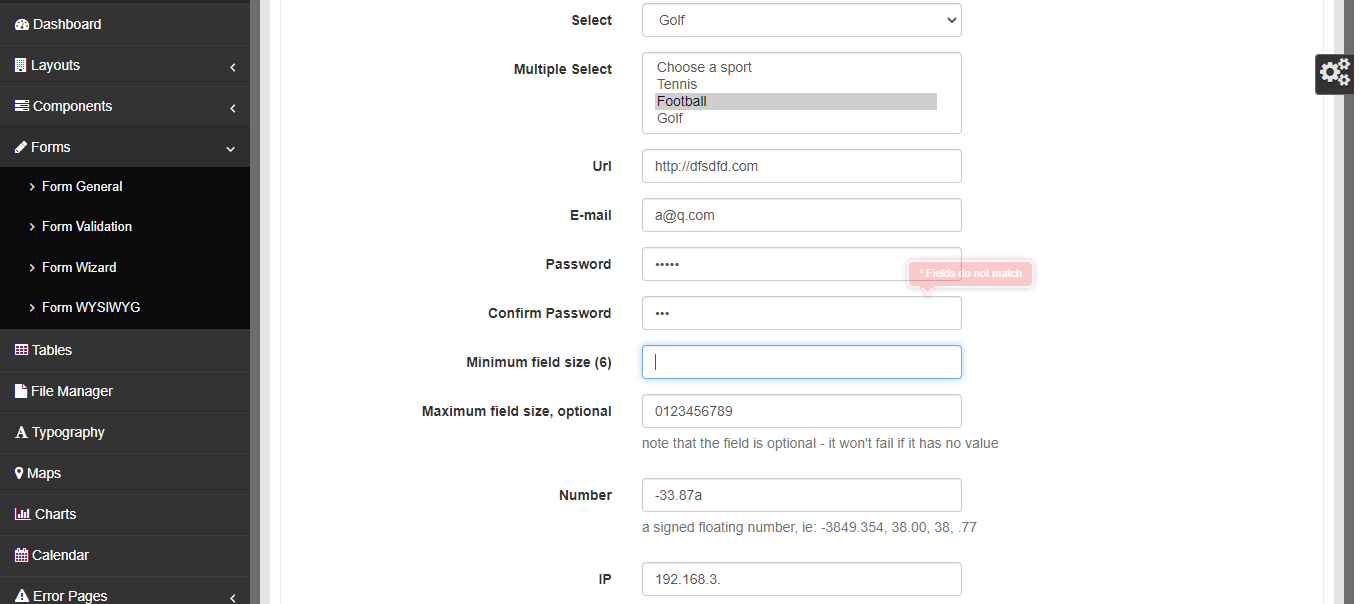 Dashboard
Layouts
Components
Forms
Form General
Form Validation
Form Wizard
Form WYSIWYG
Tables
File Manager
Typography
Maps
Charts
Calendar
Error Pages
Select
Golf
Multiple Select
Choose a sport
Tennis
Football
Golf
Url
http://dfsdfd.com
E-mail
a@q.com
Password
•••••
* Fields do not match
Confirm Password
•••
Minimum field size (6)
Maximum field size, optional
0123456789
note that the field is optional - it won't fail if it has no value
Number
-33.87a
a signed floating number, ie: -3849.354, 38.00, 38, .77
IP
192.168.3.